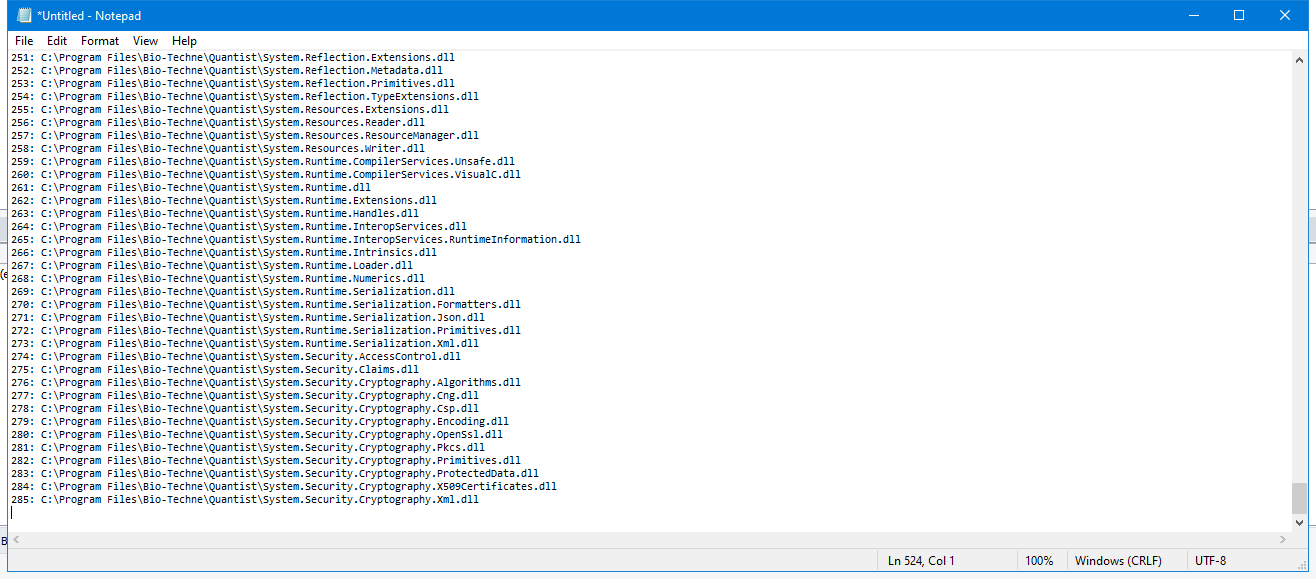 *Untitled - Notepad
File Edit Format View Help
251: C:\Program Files\Bio-Techne\Quantist\System.Reflection.Extensions.dll
252: C:\Program Files\Bio-Techne\Quantist\System.Reflection.Metadata.dll
253: C:\Program Files\Bio-Techne\Quantist\System.Reflection.Primitives.dll
254: C:\Program Files\Bio-Techne\Quantist\System.Reflection.TypeExtensions.dll
255: C:\Program Files\Bio-Techne\Quantist\System.Resources.Extensions.dll
256: C:\Program Files\Bio-Techne\Quantist\System.Resources.Reader.dll
257: C:\Program Files\Bio-Techne\Quantist\System.Resources.ResourceManager.dll
258: C:\Program Files\Bio-Techne\Quantist\System.Resources.Writer.dll
259: C:\Program Files\Bio-Techne\Quantist\System.Runtime.CompilerServices.Unsafe.dll
260: C:\Program Files\Bio-Techne\Quantist\System.Runtime.CompilerServices.VisualC.dll
261: C:\Program Files\Bio-Techne\Quantist\System.Runtime.dll
262: C:\Program Files\Bio-Techne\Quantist\System.Runtime.Extensions.dll
263: C:\Program Files\Bio-Techne\Quantist\System.Runtime.Handles.dll
264: C:\Program Files\Bio-Techne\Quantist\System.Runtime.InteropServices.dll
265: C:\Program Files\Bio-Techne\Quantist\System.Runtime.InteropServices.RuntimeInformation.dll
266: C:\Program Files\Bio-Techne\Quantist\System.Runtime.Intrinsics.dll
267: C:\Program Files\Bio-Techne\Quantist\System.Runtime.Loader.dll
268: C:\Program Files\Bio-Techne\Quantist\System.Runtime.Numerics.dll
269: C:\Program Files\Bio-Techne\Quantist\System.Runtime.Serialization.dll
270: C:\Program Files\Bio-Techne\Quantist\System.Runtime.Serialization.Formatters.dll
271: C:\Program Files\Bio-Techne\Quantist\System.Runtime.Serialization.Json.dll
272: C:\Program Files\Bio-Techne\Quantist\System.Runtime.Serialization.Primitives.dll
273: C:\Program Files\Bio-Techne\Quantist\System.Runtime.Serialization.Xml.dll
274: C:\Program Files\Bio-Techne\Quantist\System.Security.AccessControl.dll
275: C:\Program Files\Bio-Techne\Quantist\System.Security.Claims.dll
276: C:\Program Files\Bio-Techne\Quantist\System.Security.Cryptography.Algorithms.dll
277: C:\Program Files\Bio-Techne\Quantist\System.Security.Cryptography.Cng.dll
278: C:\Program Files\Bio-Techne\Quantist\System.Security.Cryptography.Csp.dll
279: C:\Program Files\Bio-Techne\Quantist\System.Security.Cryptography.Encoding.dll
280: C:\Program Files\Bio-Techne\Quantist\System.Security.Cryptography.OpenSsl.dll
281: C:\Program Files\Bio-Techne\Quantist\System.Security.Cryptography.Pkcs.dll
282: C:\Program Files\Bio-Techne\Quantist\System.Security.Cryptography.Primitives.dll
283: C:\Program Files\Bio-Techne\Quantist\System.Security.Cryptography.ProtectedData.dll
284: C:\Program Files\Bio-Techne\Quantist\System.Security.Cryptography.X509Certificates.dll
285: C:\Program Files\Bio-Techne\Quantist\System.Security.Cryptography.Xml.dll
Ln 524, Col 1 100% Windows (CRLF) UTF-8